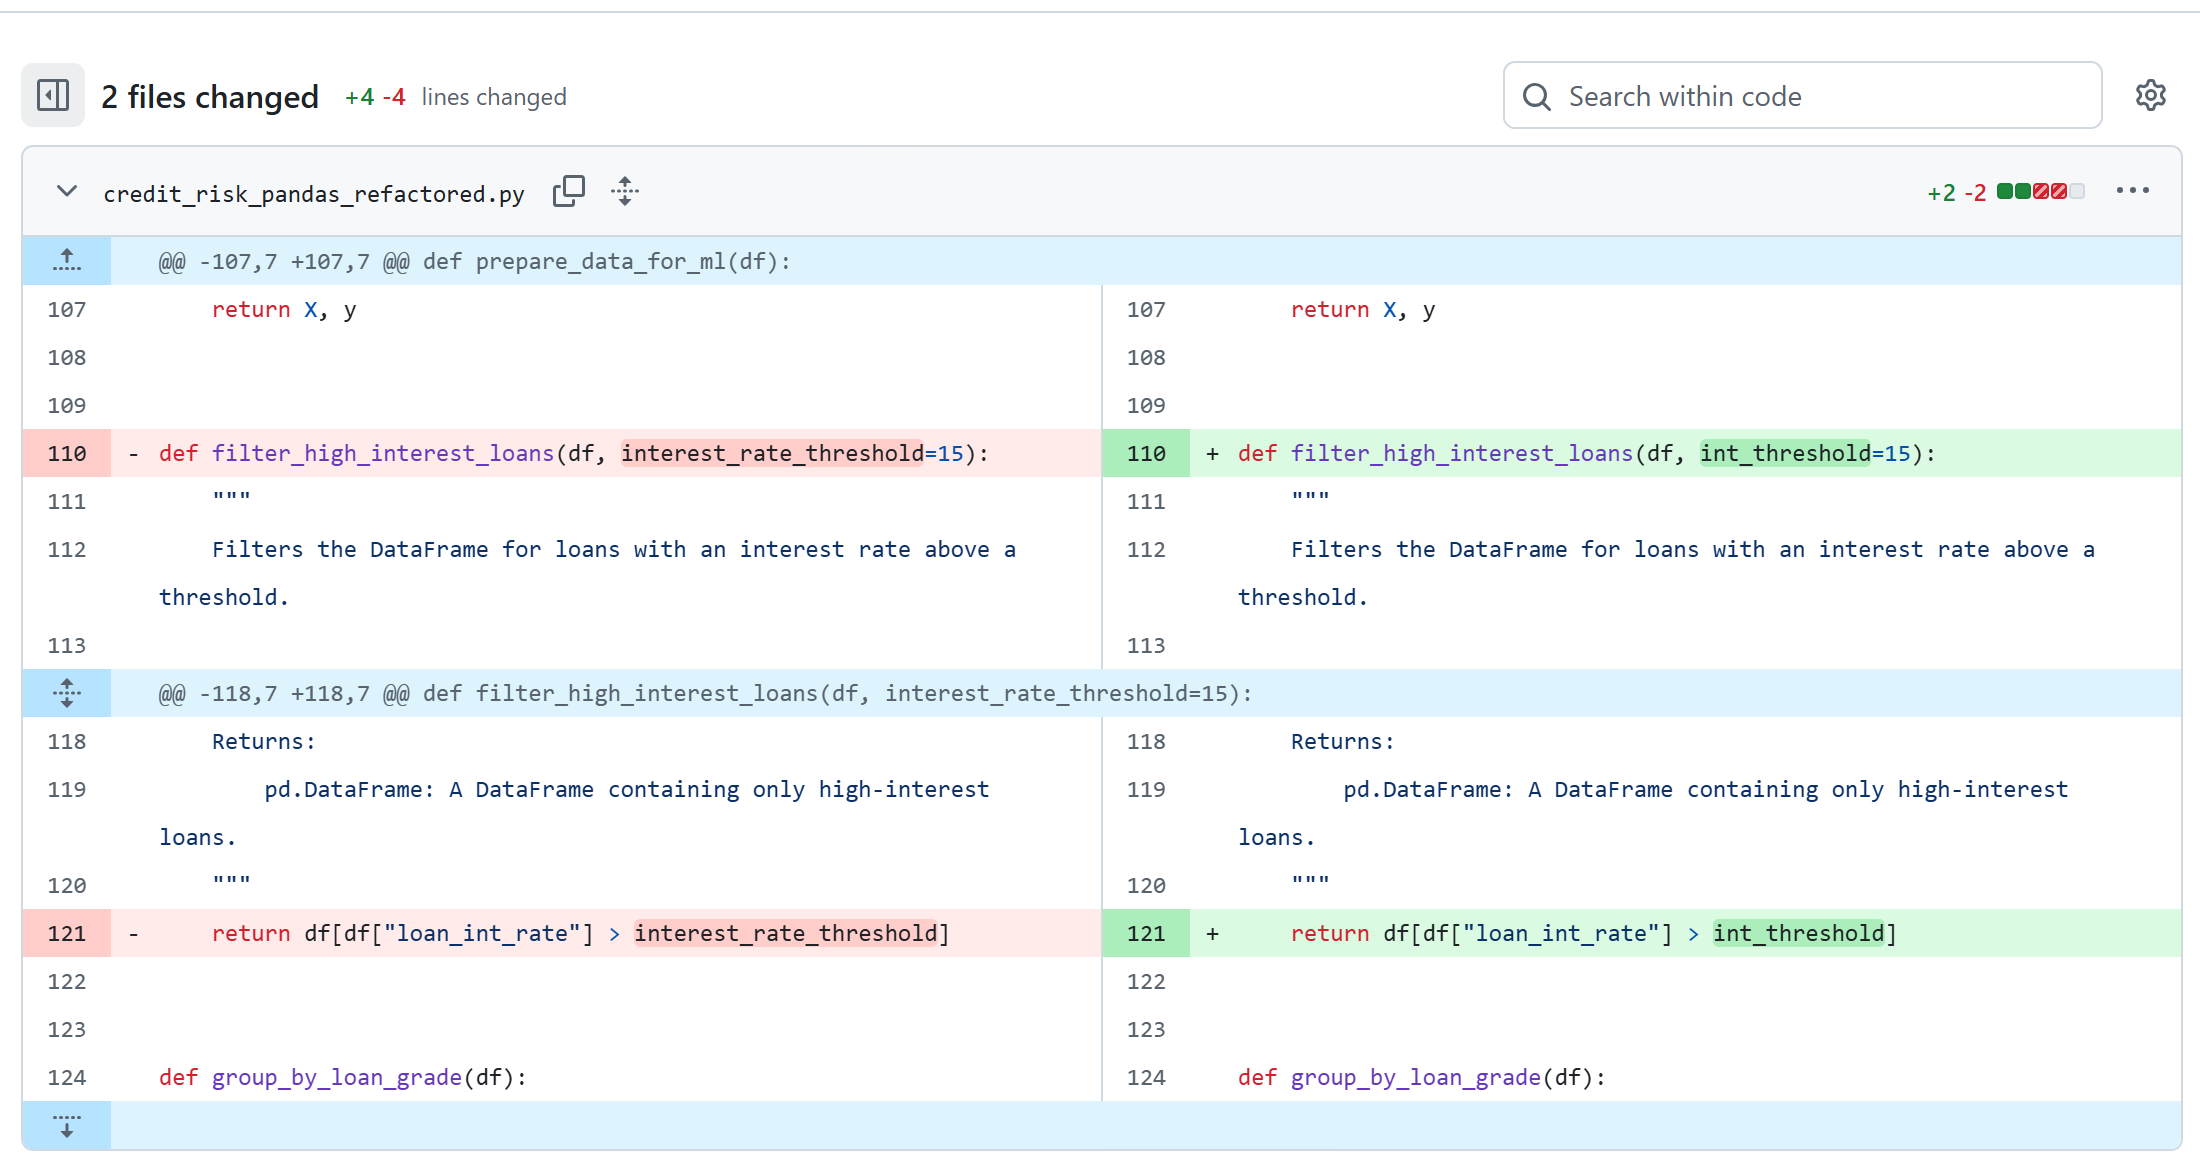 2 files changed +4 -4 lines changed Search within code
credit_risk_pandas_refactored.py +2 -2
@@ -107,7 +107,7 @@ def prepare_data_for_ml(df):
107 return X, y 107 return X, y
108 108
109 109
110 - def filter_high_interest_loans(df, interest_rate_threshold=15): 110 + def filter_high_interest_loans(df, int_threshold=15):
111 """ 111 """
112 Filters the DataFrame for loans with an interest rate above a 112 Filters the DataFrame for loans with an interest rate above a
threshold. threshold.
113 113
@@ -118,7 +118,7 @@ def filter_high_interest_loans(df, interest_rate_threshold=15):
118 Returns: 118 Returns:
119 pd.DataFrame: A DataFrame containing only high-interest 119 pd.DataFrame: A DataFrame containing only high-interest
loans. loans.
120 """ 120 """
121 - return df[df["loan_int_rate"] > interest_rate_threshold] 121 + return df[df["loan_int_rate"] > int_threshold]
122 122
123 123
124 def group_by_loan_grade(df): 124 def group_by_loan_grade(df):